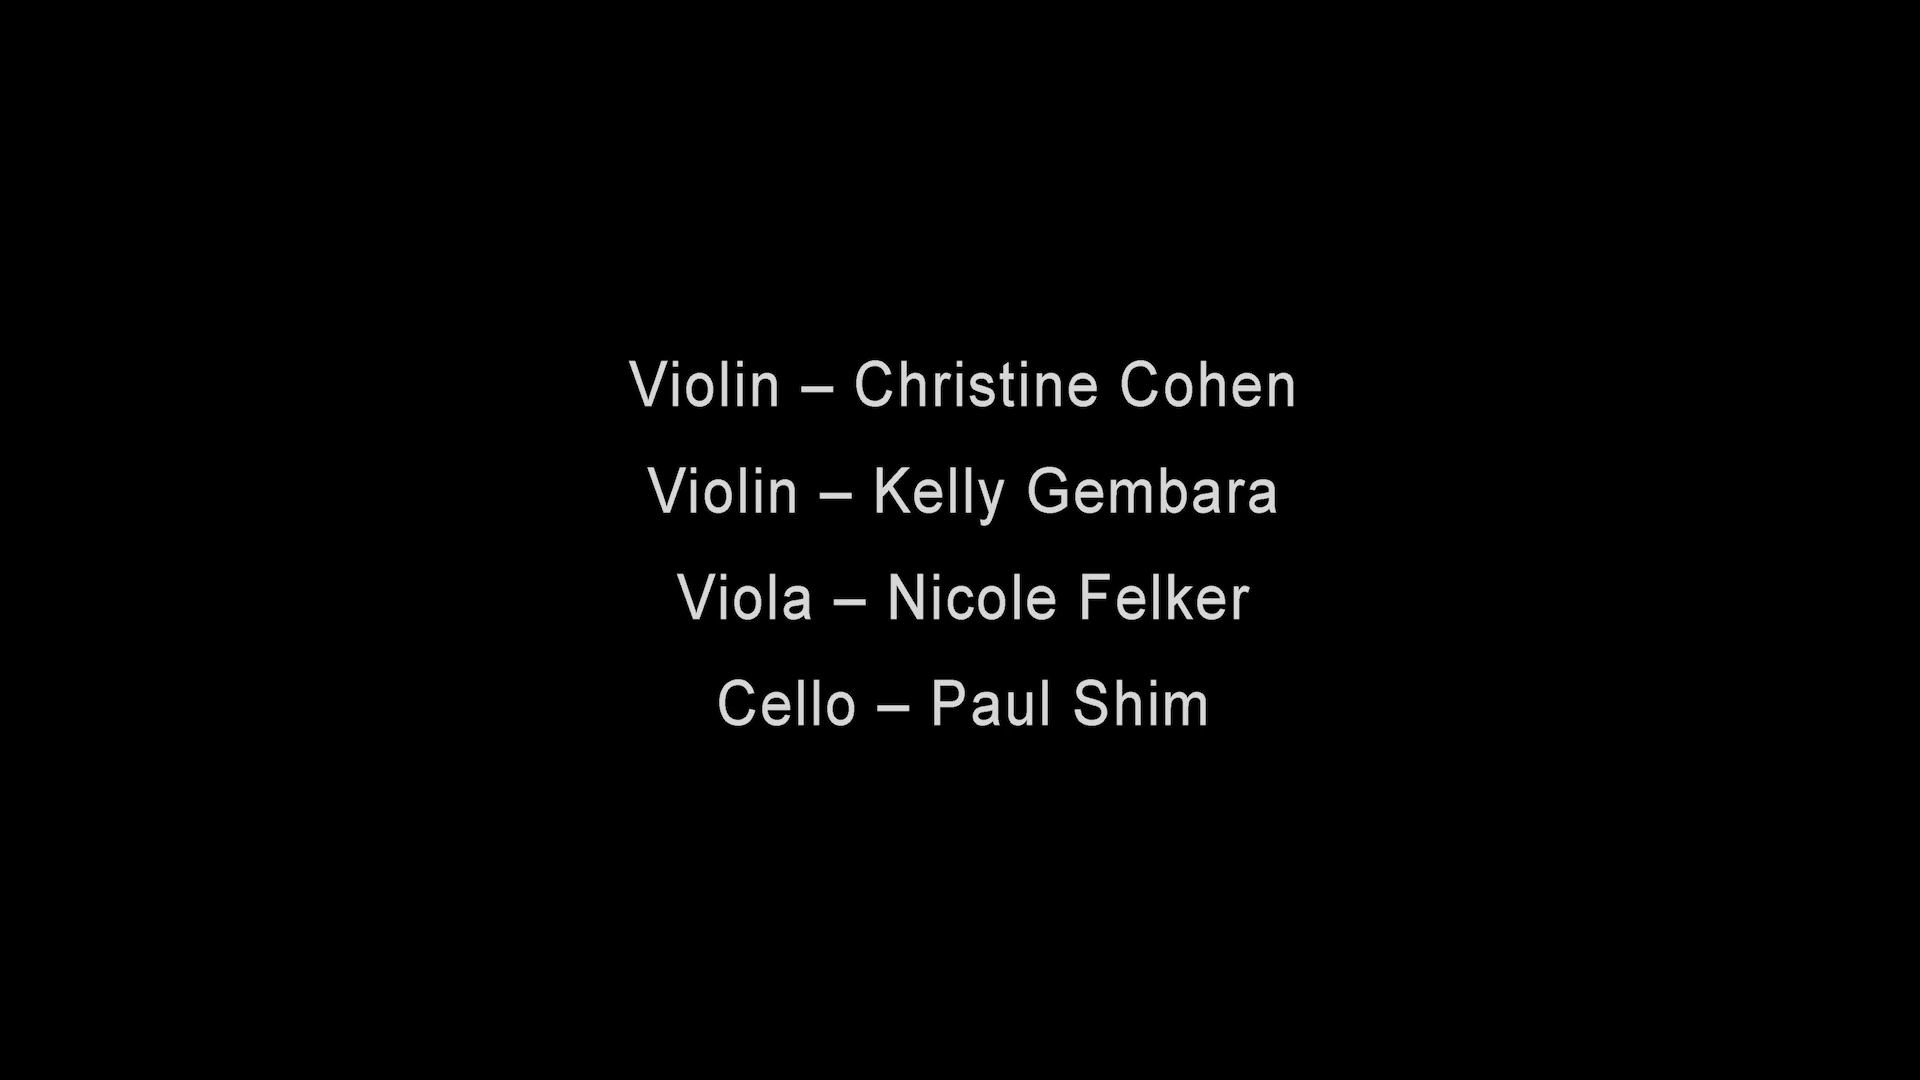 Violin – Christine Cohen
Violin – Kelly Gembara
Viola – Nicole Felker
Cello – Paul Shim